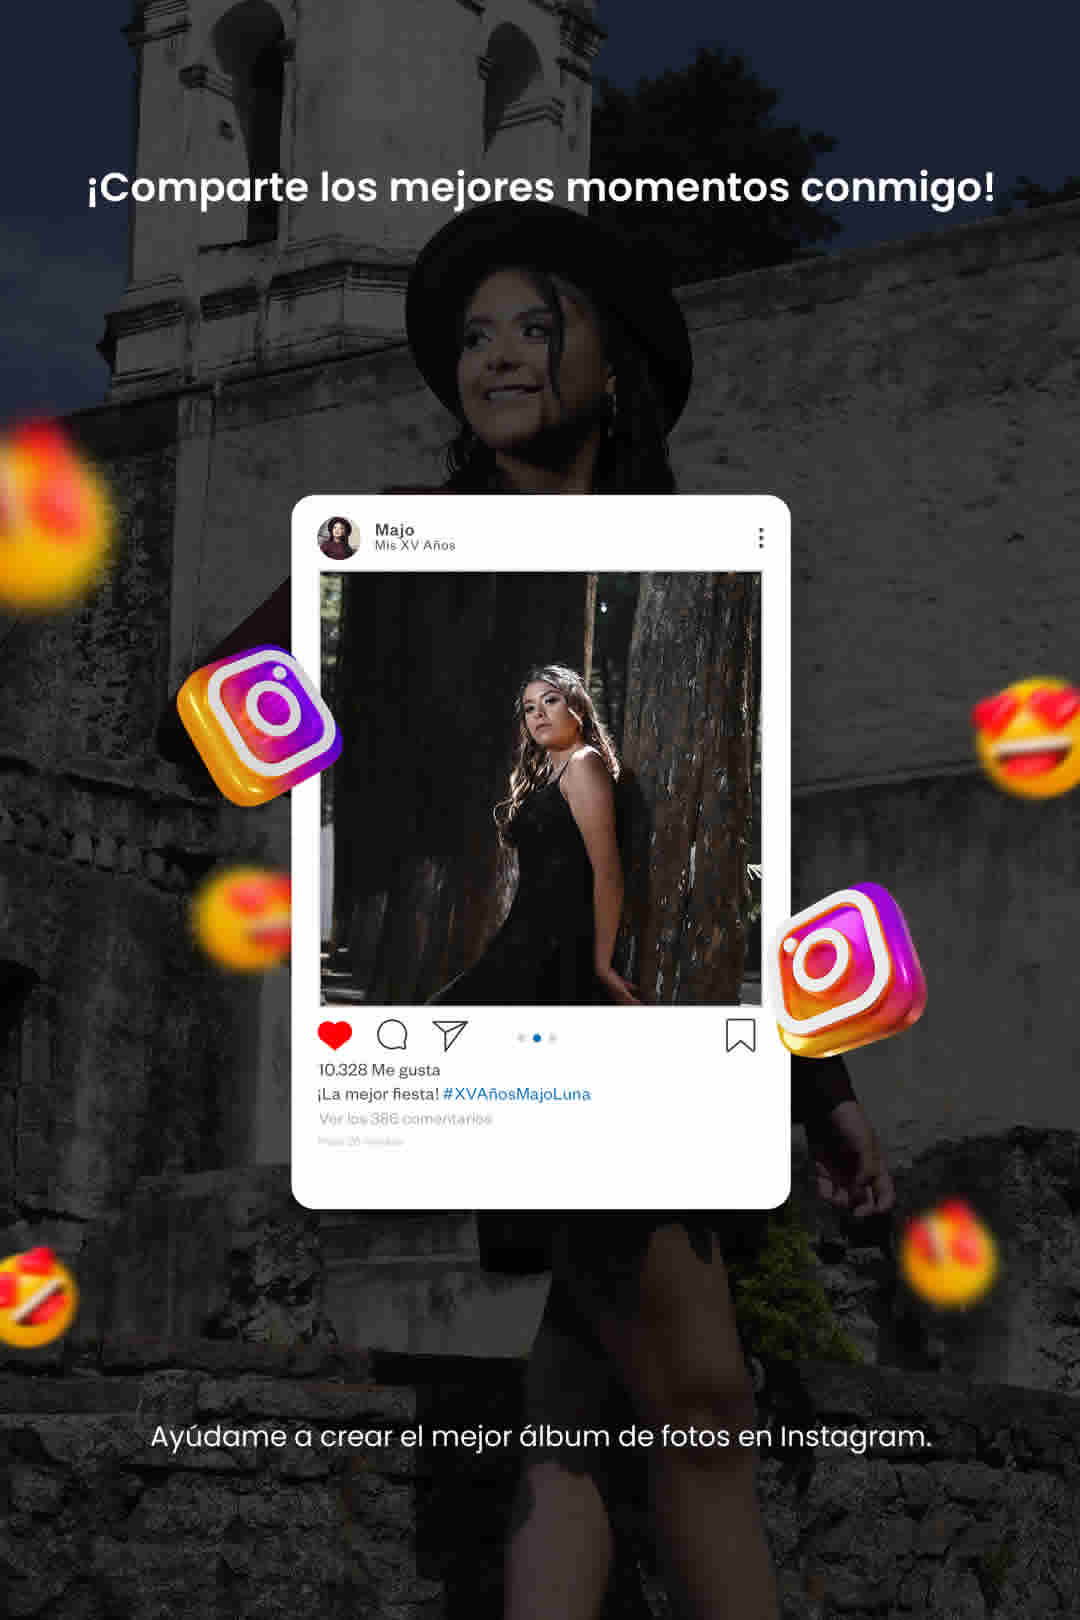 ¡Comparte los mejores momentos conmigo!
Majo
Mis XV Años
10.328 Me gusta
¡La mejor fiesta! #XVAñosMajoLuna
Ver los 386 comentarios
Ayúdame a crear el mejor álbum de fotos en Instagram.